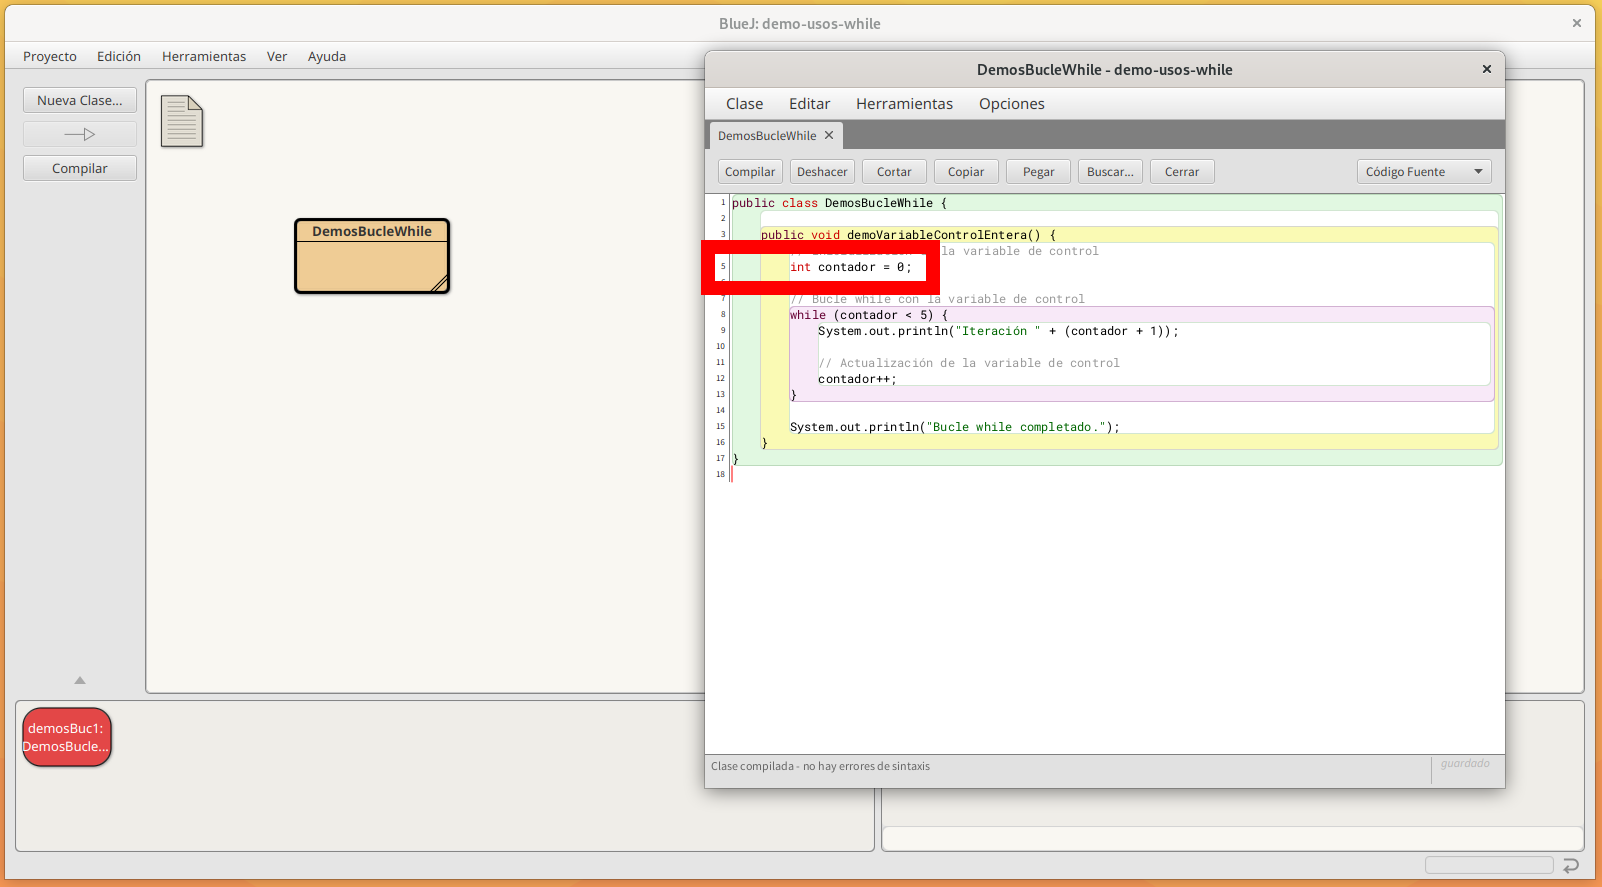 BlueJ: demo-usos-while
Proyecto Edición Herramientas Ver Ayuda
Nueva Clase...
Compilar
DemosBucleWhile
demosBuc1:
DemosBucle...
DemosBucleWhile - demo-usos-while
Clase Editar Herramientas Opciones
DemosBucleWhile
Compilar Deshacer Cortar Copiar Pegar Buscar... Cerrar Código Fuente
1 public class DemosBucleWhile {
2
3 public void demoVariableControlEntera() {
la variable de control
5 int contador = 0;
7 // Bucle while con la variable de control
8 while (contador < 5) {
9 System.out.println("Iteración " + (contador + 1));
10
11 // Actualización de la variable de control
12 contador++;
13 }
14
15 System.out.println("Bucle while completado.");
16 }
17 }
18
Clase compilada - no hay errores de sintaxis
guardado